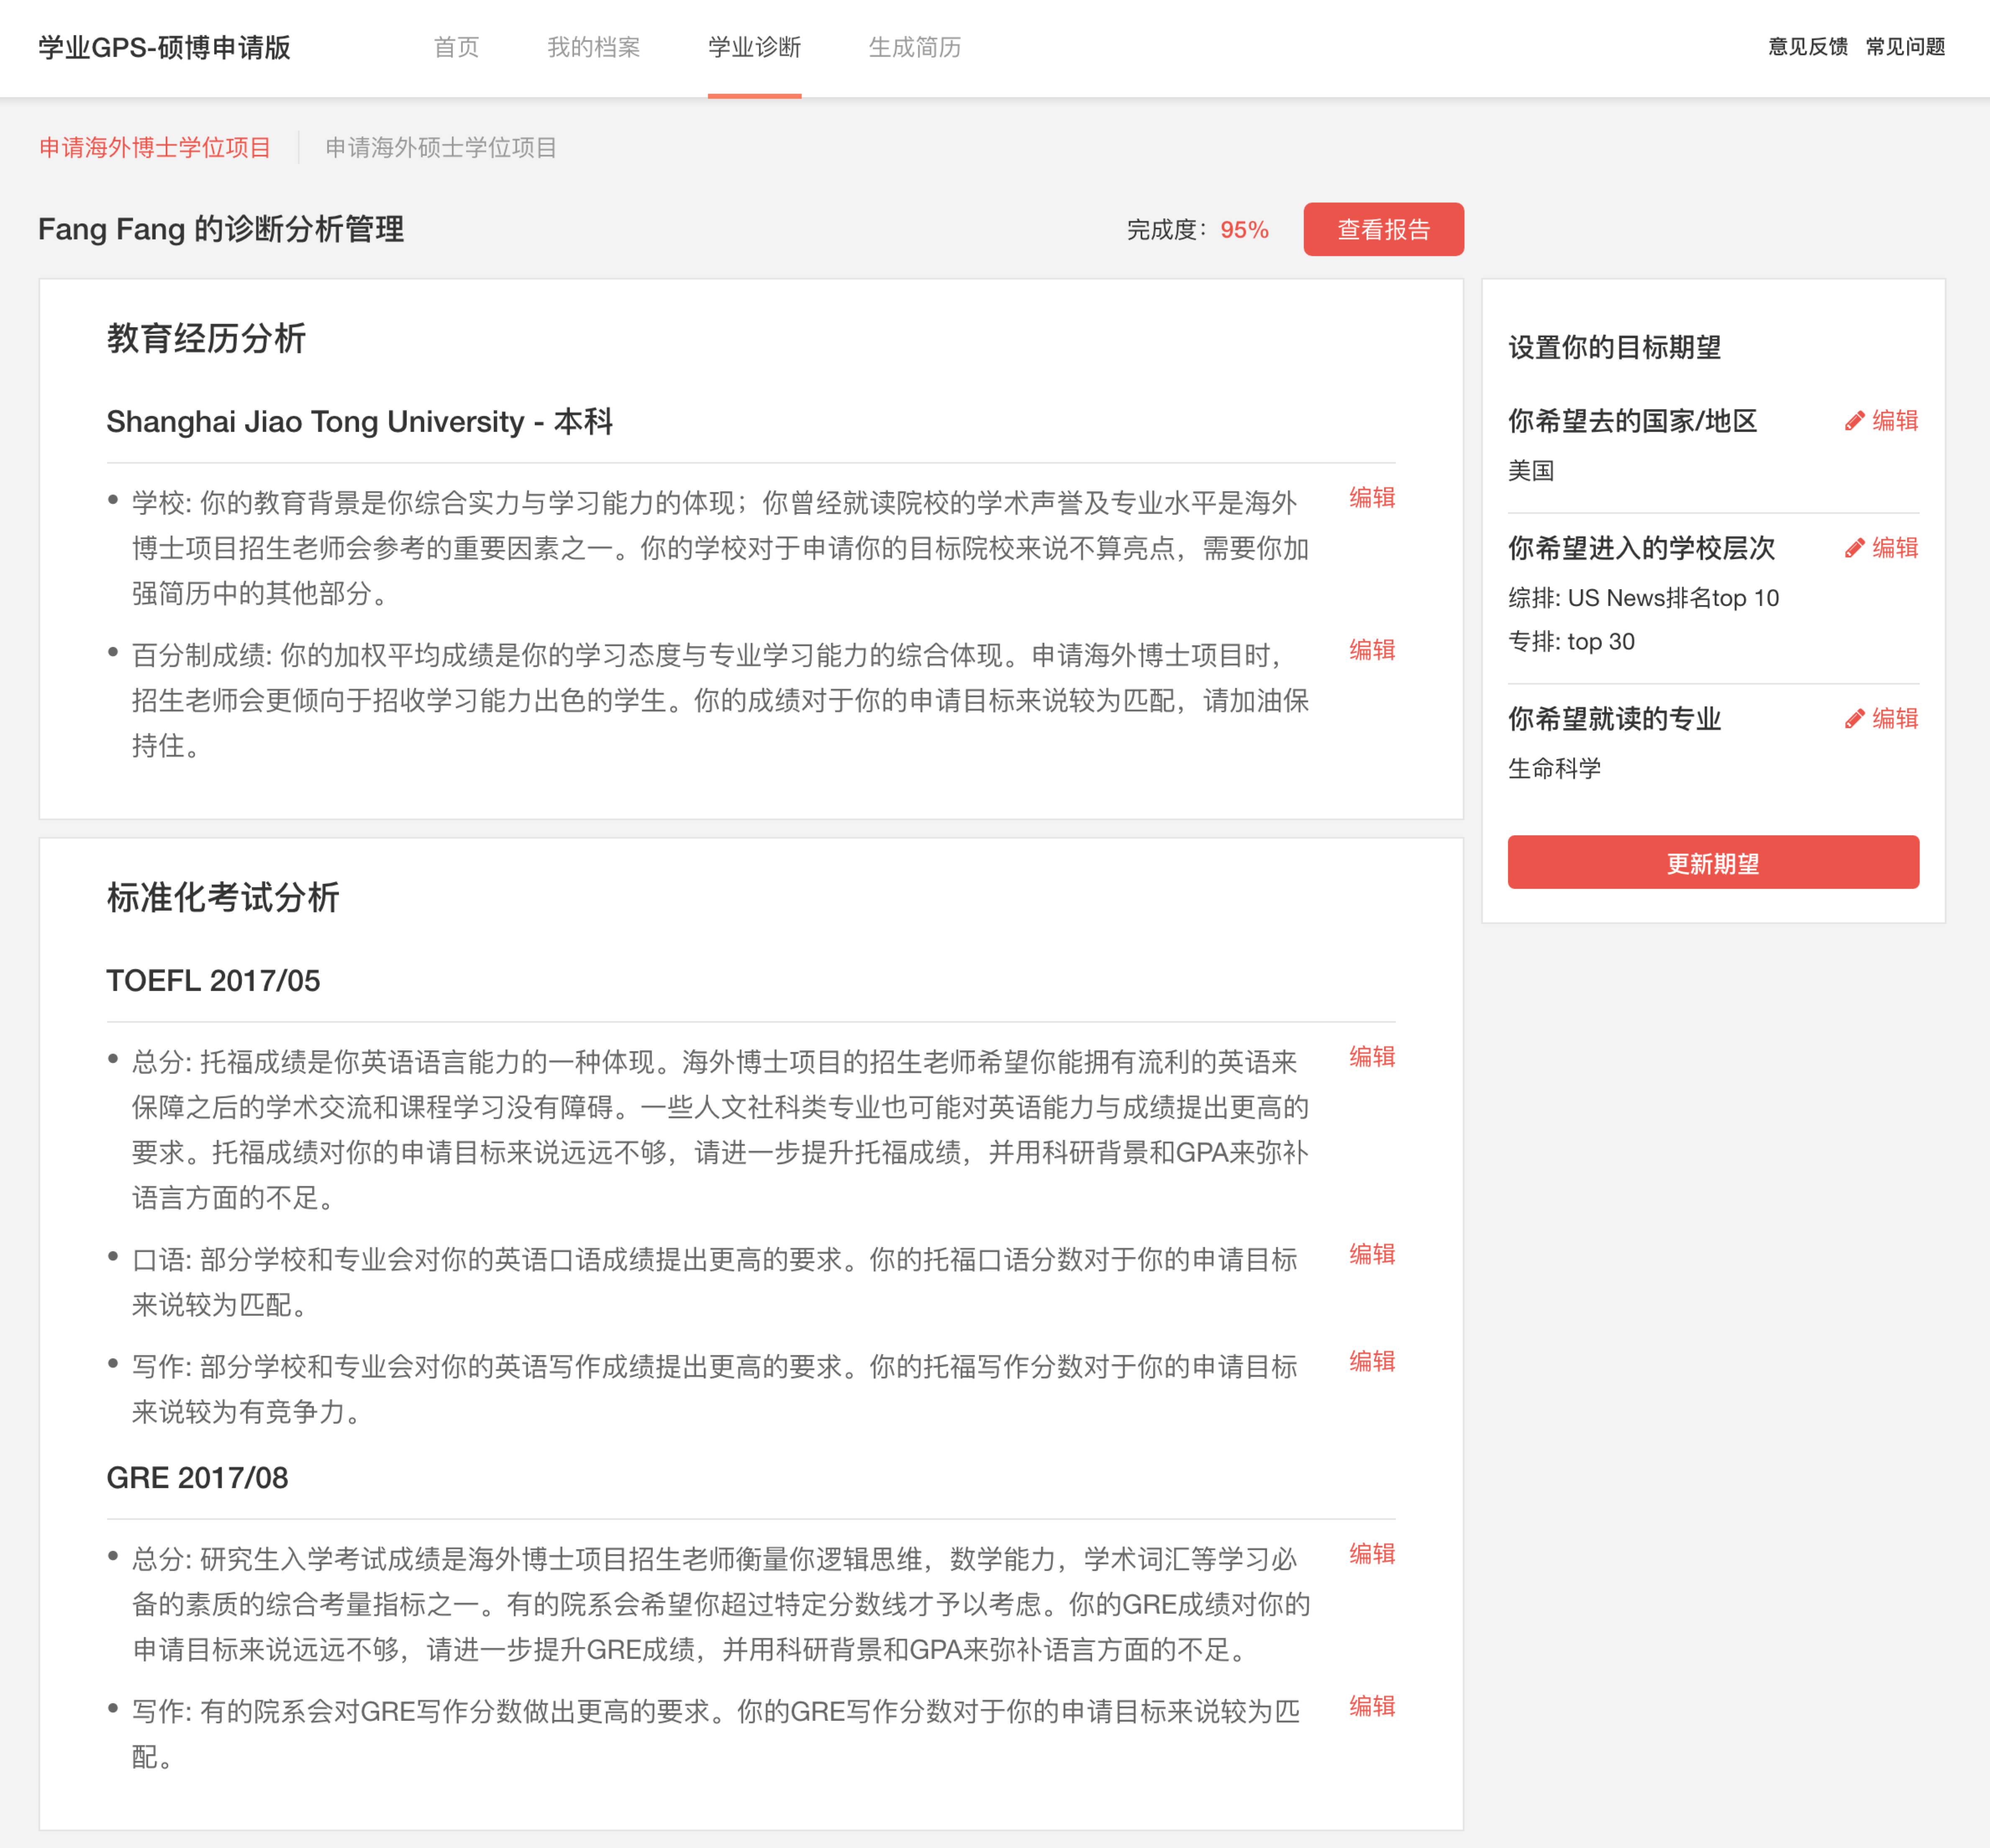 学业GPS-硕博申请版
首页
我的档案
学业诊断
生成简历
意见反馈
常见问题
申请海外博士学位项目
申请海外硕士学位项目
Fang Fang 的诊断分析管理
完成度：95%
查看报告
教育经历分析
Shanghai Jiao Tong University - 本科
• 学校: 你的教育背景是你综合实力与学习能力的体现；你曾经就读院校的学术声誉及专业水平是海外
编辑
博士项目招生老师会参考的重要因素之一。你的学校对于申请你的目标院校来说不算亮点，需要你加
强简历中的其他部分。
• 百分制成绩: 你的加权平均成绩是你的学习态度与专业学习能力的综合体现。申请海外博士项目时，
编辑
招生老师会更倾向于招收学习能力出色的学生。你的成绩对于你的申请目标来说较为匹配，请加油保
持住。
标准化考试分析
TOEFL 2017/05
• 总分: 托福成绩是你英语语言能力的一种体现。海外博士项目的招生老师希望你能拥有流利的英语来
编辑
保障之后的学术交流和课程学习没有障碍。一些人文社科类专业也可能对英语能力与成绩提出更高的
要求。托福成绩对你的申请目标来说远远不够，请进一步提升托福成绩，并用科研背景和GPA来弥补
语言方面的不足。
• 口语: 部分学校和专业会对你的英语口语成绩提出更高的要求。你的托福口语分数对于你的申请目标
编辑
来说较为匹配。
• 写作: 部分学校和专业会对你的英语写作成绩提出更高的要求。你的托福写作分数对于你的申请目标
编辑
来说较为有竞争力。
GRE 2017/08
• 总分: 研究生入学考试成绩是海外博士项目招生老师衡量你逻辑思维，数学能力，学术词汇等学习必
编辑
备的素质的综合考量指标之一。有的院系会希望你超过特定分数线才予以考虑。你的GRE成绩对你的
申请目标来说远远不够，请进一步提升GRE成绩，并用科研背景和GPA来弥补语言方面的不足。
• 写作: 有的院系会对GRE写作分数做出更高的要求。你的GRE写作分数对于你的申请目标来说较为匹
编辑
配。
设置你的目标期望
你希望去的国家/地区
编辑
美国
你希望进入的学校层次
编辑
综排: US News排名top 10
专排: top 30
你希望就读的专业
编辑
生命科学
更新期望